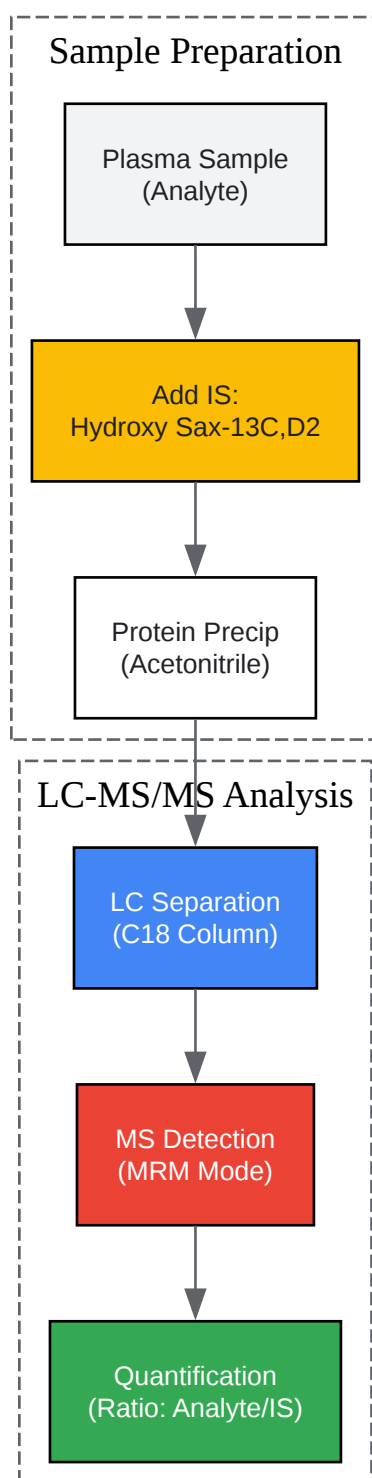 Sample Preparation
Plasma Sample
(Analyte)
Add IS:
Hydroxy Sax-13C,D2
Protein Precip
(Acetonitrile)
LC-MS/MS Analysis
LC Separation
(C18 Column)
MS Detection
(MRM Mode)
Quantification
(Ratio: Analyte/IS)